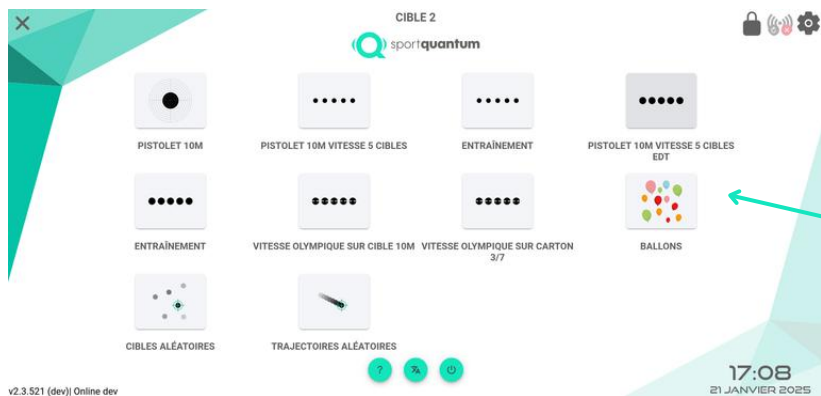 CIBLE 2
sportquantum
PISTOLET 10M
PISTOLET 10M VITESSE 5 CIBLES
ENTRAÎNEMENT
PISTOLET 10M VITESSE 5 CIBLES
EDT
ENTRAÎNEMENT
VITESSE OLYMPIQUE SUR CIBLE 10M
VITESSE OLYMPIQUE SUR CARTON
3/7
BALLONS
CIBLES ALÉATOIRES
TRAJECTOIRES ALÉATOIRES
?
17:08
v2.3.521 (dev)| Online dev
21 JANVIER 2025